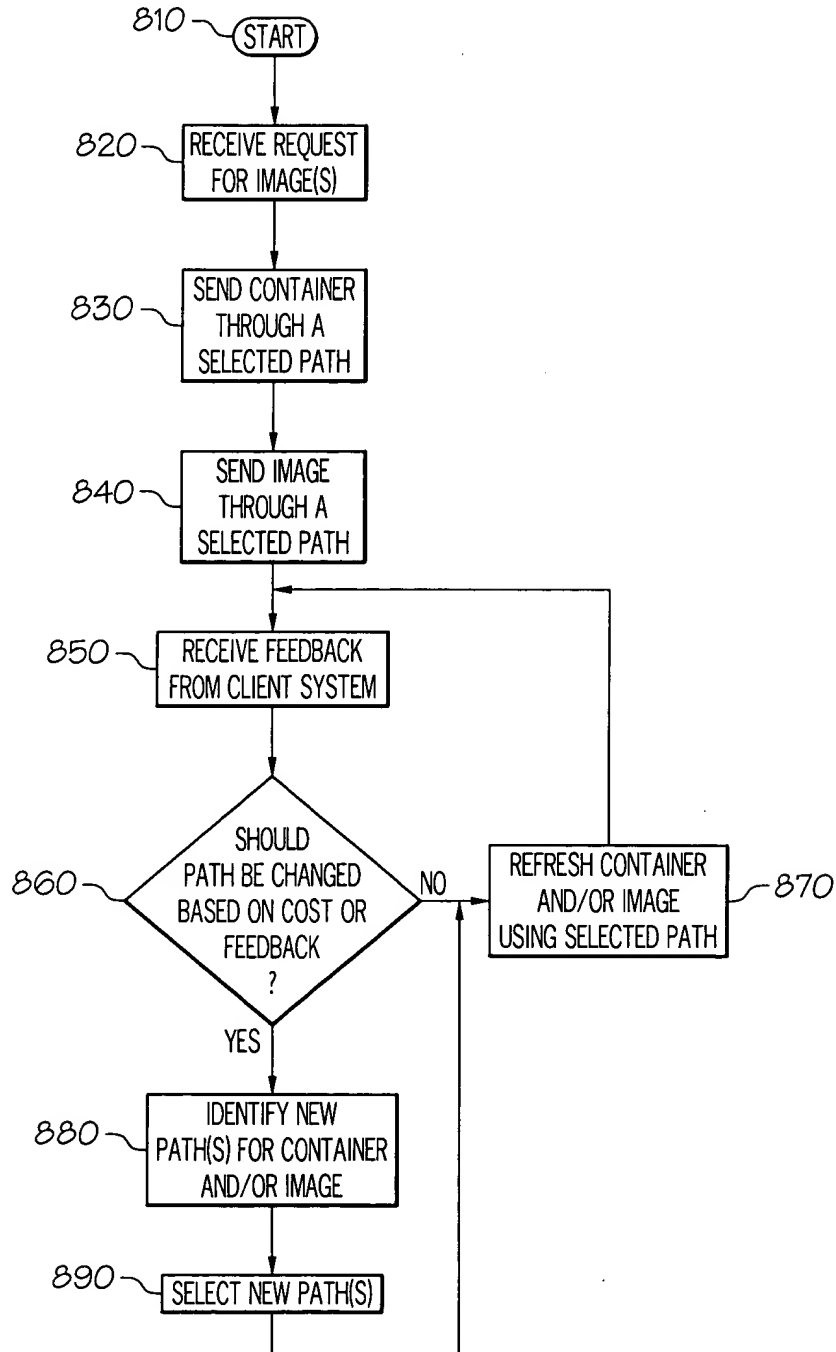 810
START
820
RECEIVE REQUEST
FOR IMAGE(S)
830
SEND CONTAINER
THROUGH A
SELECTED PATH
840
SEND IMAGE
THROUGH A
SELECTED PATH
850
RECEIVE FEEDBACK
FROM CLIENT SYSTEM
860
SHOULD
PATH BE CHANGED
BASED ON COST OR
FEEDBACK
?
NO
REFRESH CONTAINER
AND/OR IMAGE
USING SELECTED PATH
870
YES
880
IDENTIFY NEW
PATH(S) FOR CONTAINER
AND/OR IMAGE
890
SELECT NEW PATH(S)